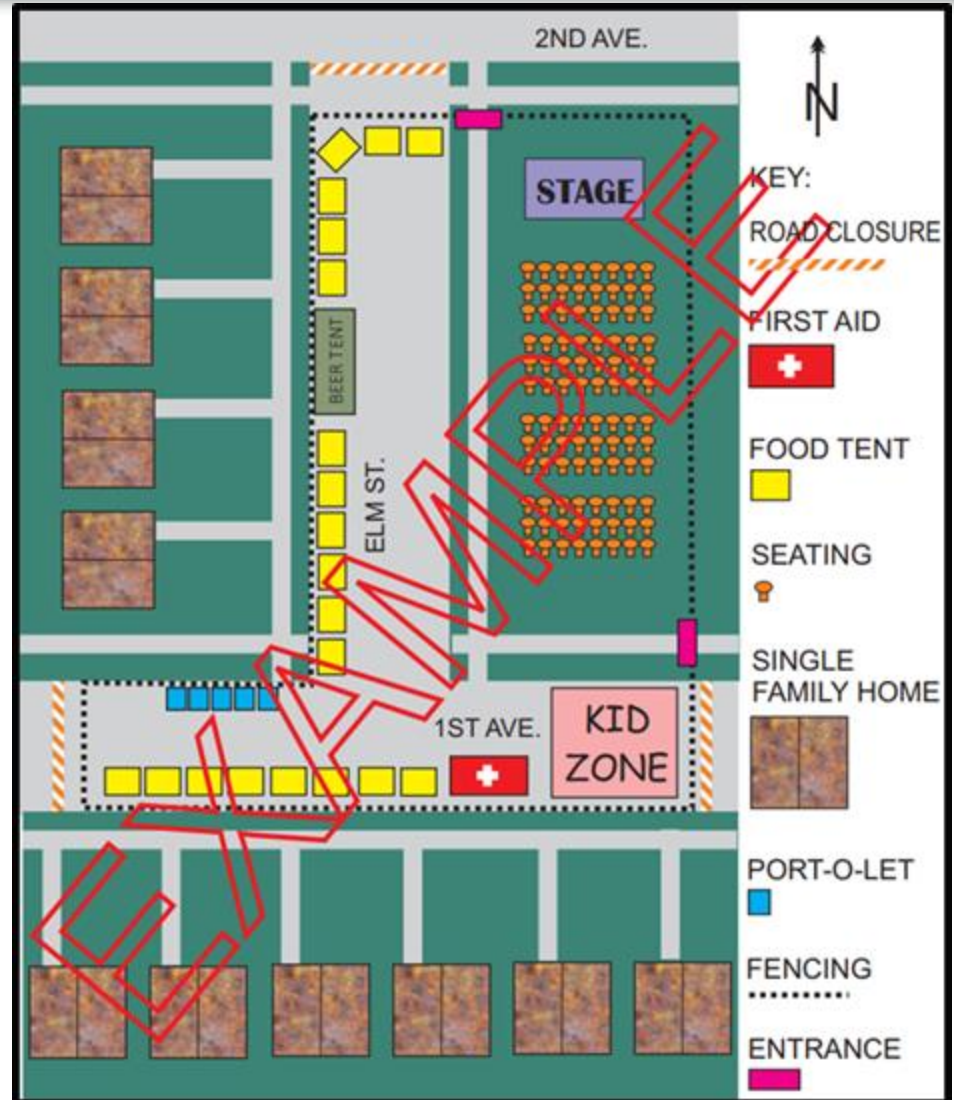 2ND AVE.
N
STAGE
BEER TENT
ELM ST.
1ST AVE.
KID
ZONE
KEY:
ROAD CLOSURE
FIRST AID
FOOD TENT
SEATING
SINGLE
FAMILY HOME
PORT-O-LET
FENCING
ENTRANCE
EXAMPLE